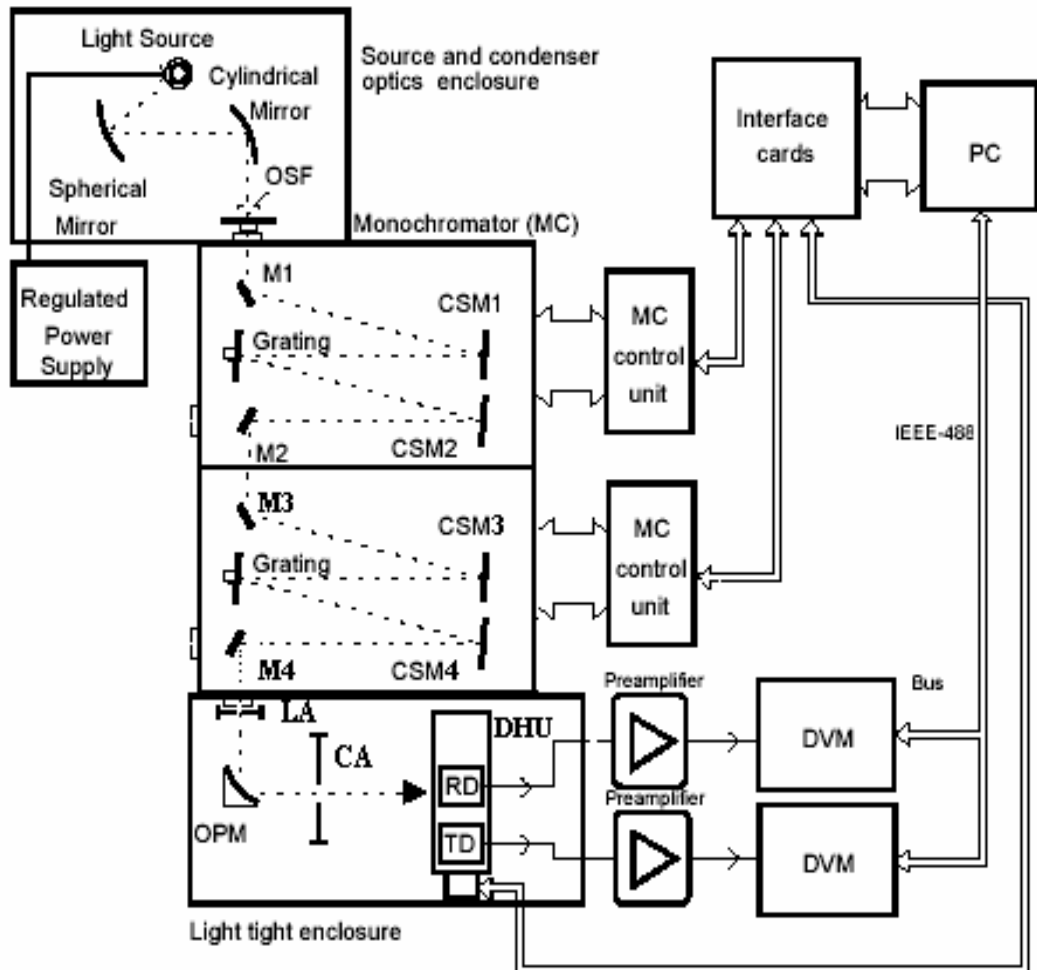 Light Source
Cylindrical
Mirror
Spherical
Mirror
OSF
Source and condenser
optics enclosure
Regulated
Power
Supply
Monochromator (MC)
M1
CSM1
Grating
M2
CSM2
M3
CSM3
Grating
M4
CSM4
MC
control
unit
MC
control
unit
Interface
cards
PC
IEEE-488
Bus
LA
CA
DHU
RD
TD
OPM
Preamplifier
DVM
Preamplifier
DVM
Light tight enclosure